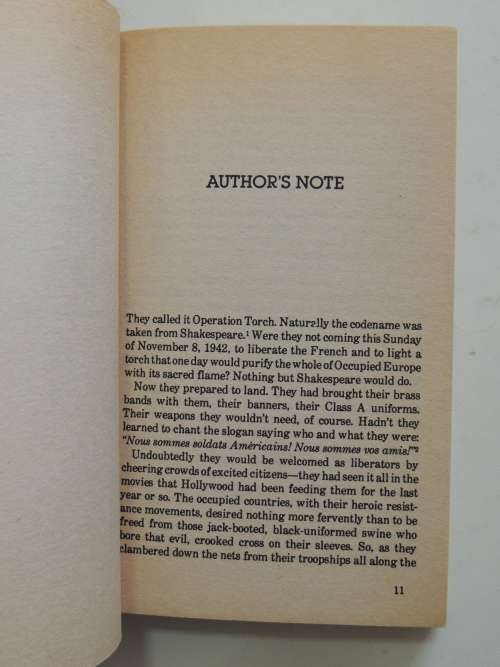 AUTHOR'S NOTE
They called it Operation Torch. Naturally the codename was
taken from Shakespeare.¹ Were they not coming this Sunday
of November 8, 1942, to liberate the French and to light a
torch that one day would purify the whole of Occupied Europe
with its sacred flame? Nothing but Shakespeare would do.
Now they prepared to land. They had brought their brass
bands with them, their banners, their Class A uniforms.
Their weapons they wouldn't need, of course. Hadn't they
learned to chant the slogan saying who and what they were:
"Nous sommes soldats Américains! Nous sommes vos amis!"²
Undoubtedly they would be welcomed as liberators by
cheering crowds of excited citizens—they had seen it all in the
movies that Hollywood had been feeding them for the last
year or so. The occupied countries, with their heroic resist-
ance movements, desired nothing more fervently than to be
freed from those jack-booted, black-uniformed swine who
bore that evil, crooked cross on their sleeves. So, as they
clambered down the nets from their troopships all along the
11